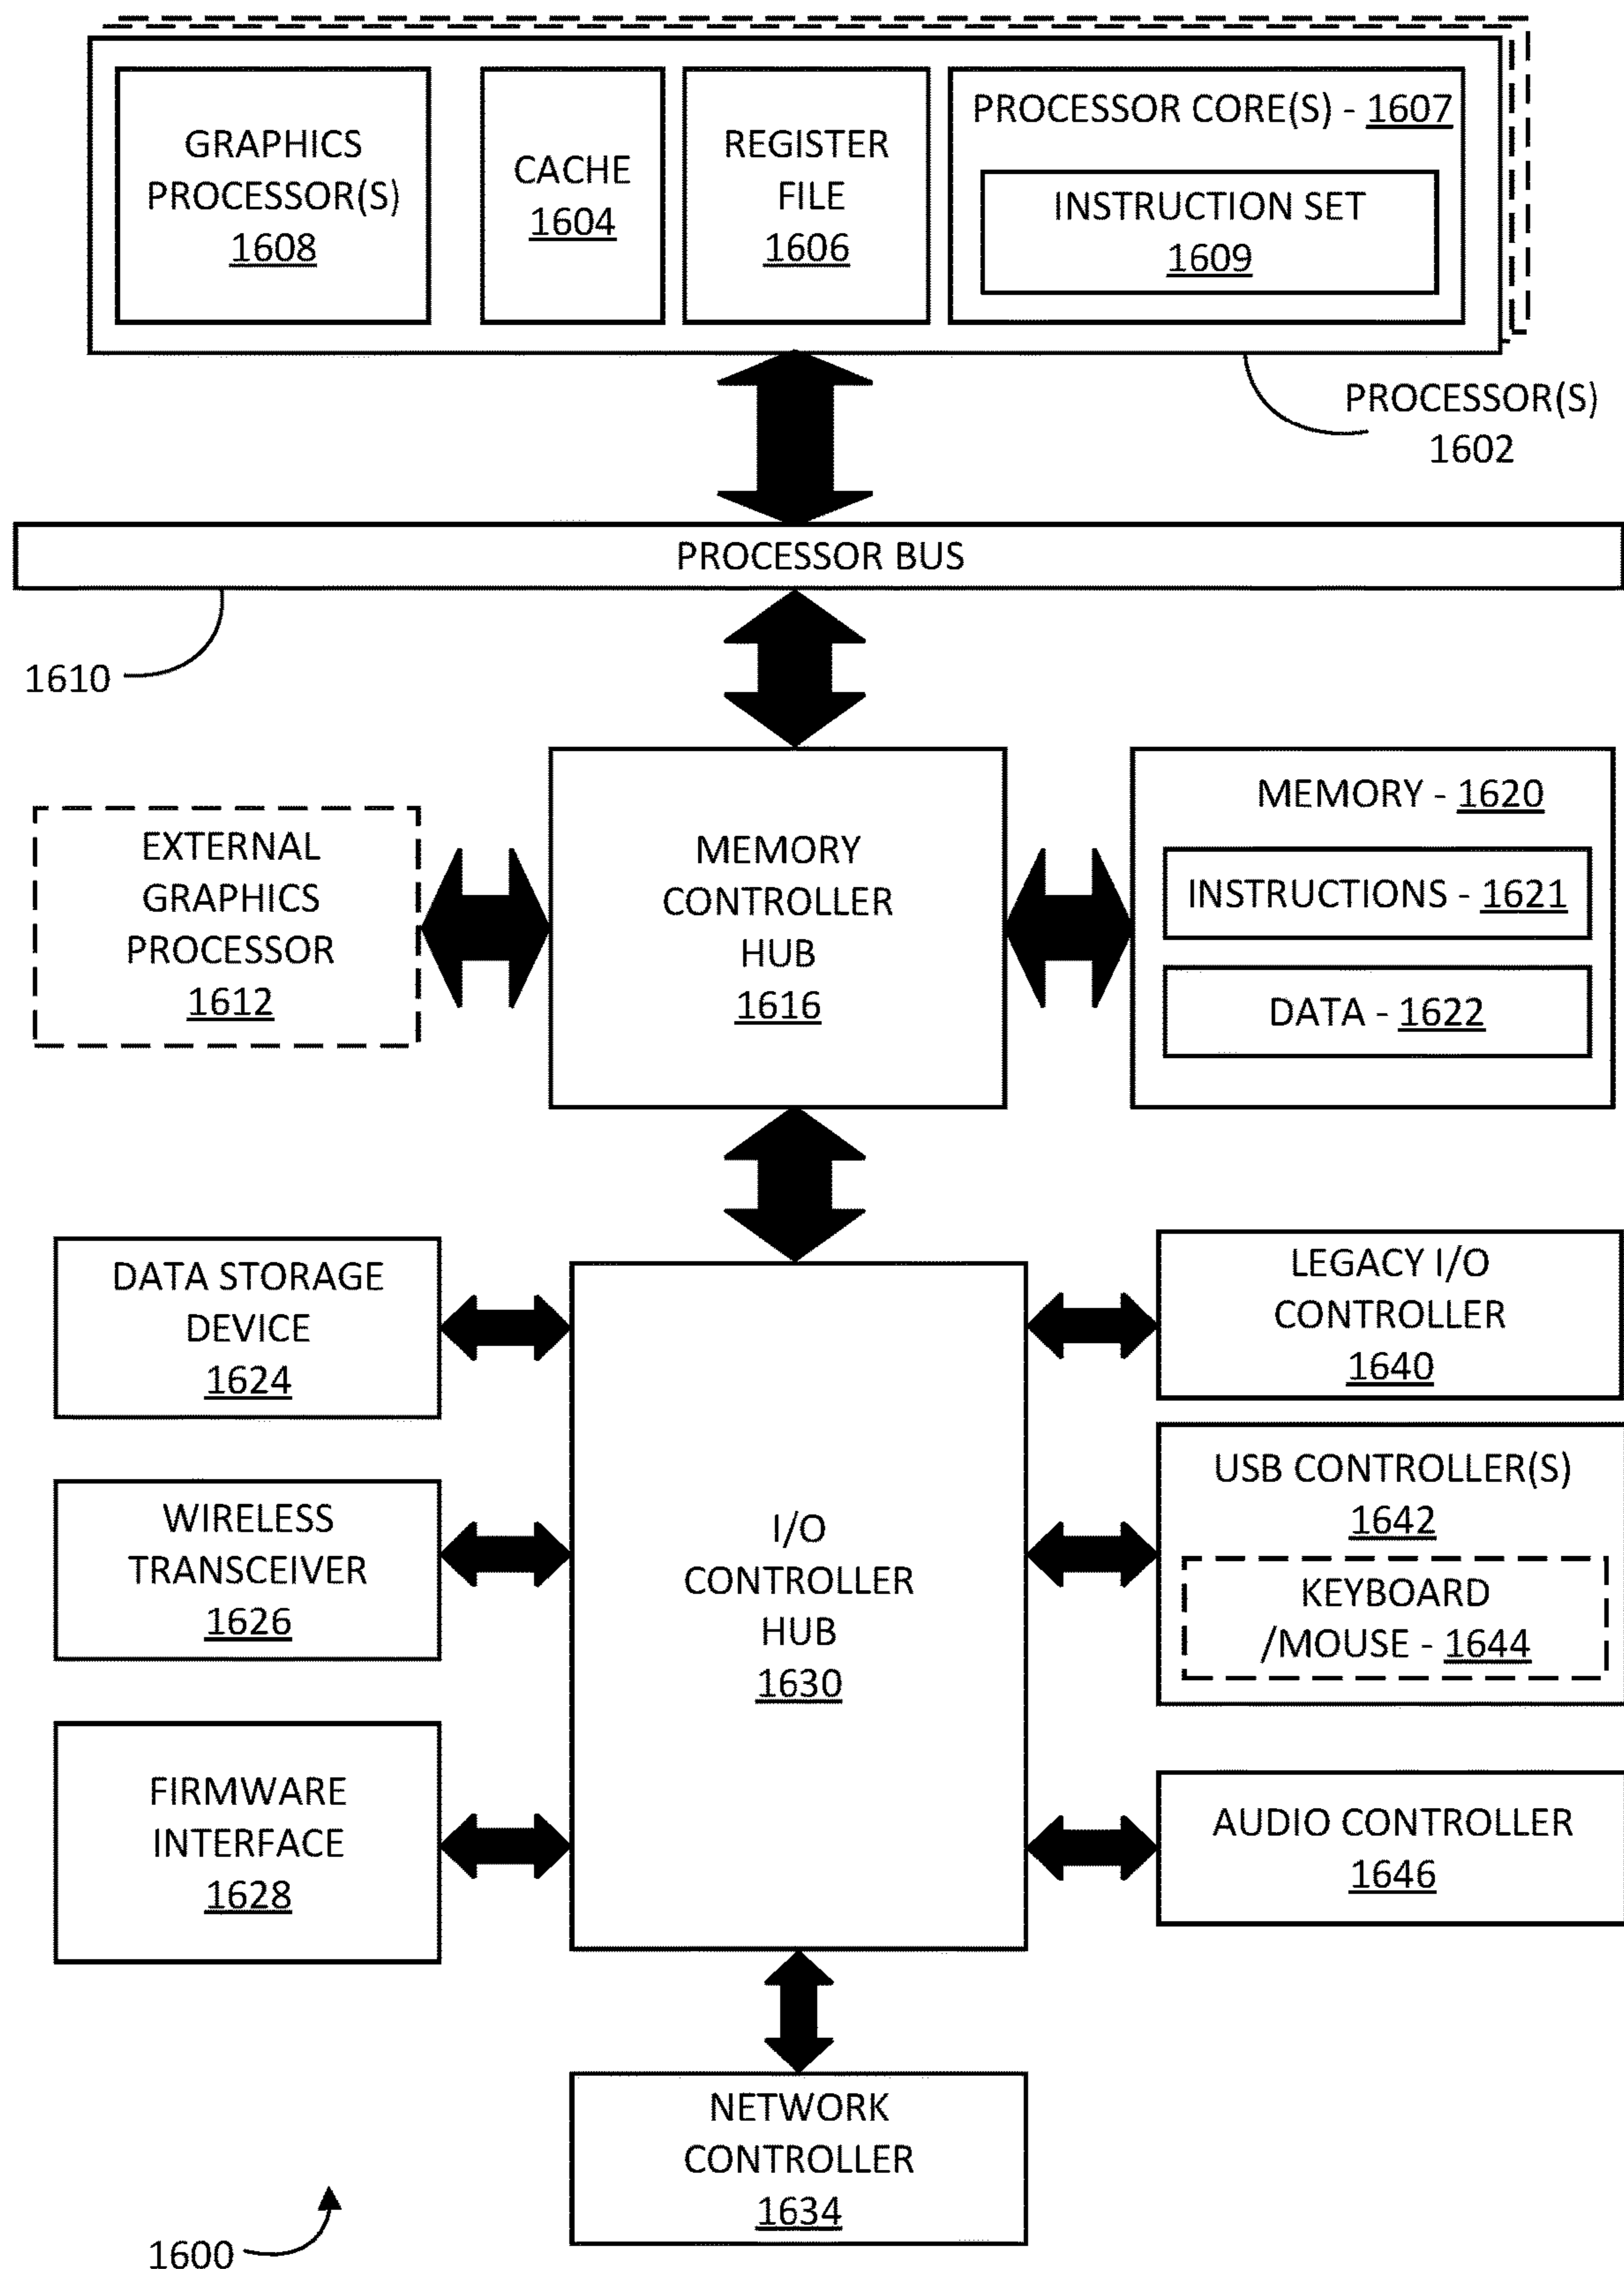 GRAPHICS
PROCESSOR(S)
1608
CACHE
1604
REGISTER
FILE
1606
PROCESSOR CORE(S) - 1607
INSTRUCTION SET
1609
PROCESSOR(S)
1602
PROCESSOR BUS
1610
EXTERNAL
GRAPHICS
PROCESSOR
1612
MEMORY
CONTROLLER
HUB
1616
MEMORY - 1620
INSTRUCTIONS - 1621
DATA - 1622
DATA STORAGE
DEVICE
1624
WIRELESS
TRANSCEIVER
1626
FIRMWARE
INTERFACE
1628
I/O
CONTROLLER
HUB
1630
LEGACY I/O
CONTROLLER
1640
USB CONTROLLER(S)
1642
KEYBOARD
/MOUSE - 1644
AUDIO CONTROLLER
1646
NETWORK
CONTROLLER
1634
1600